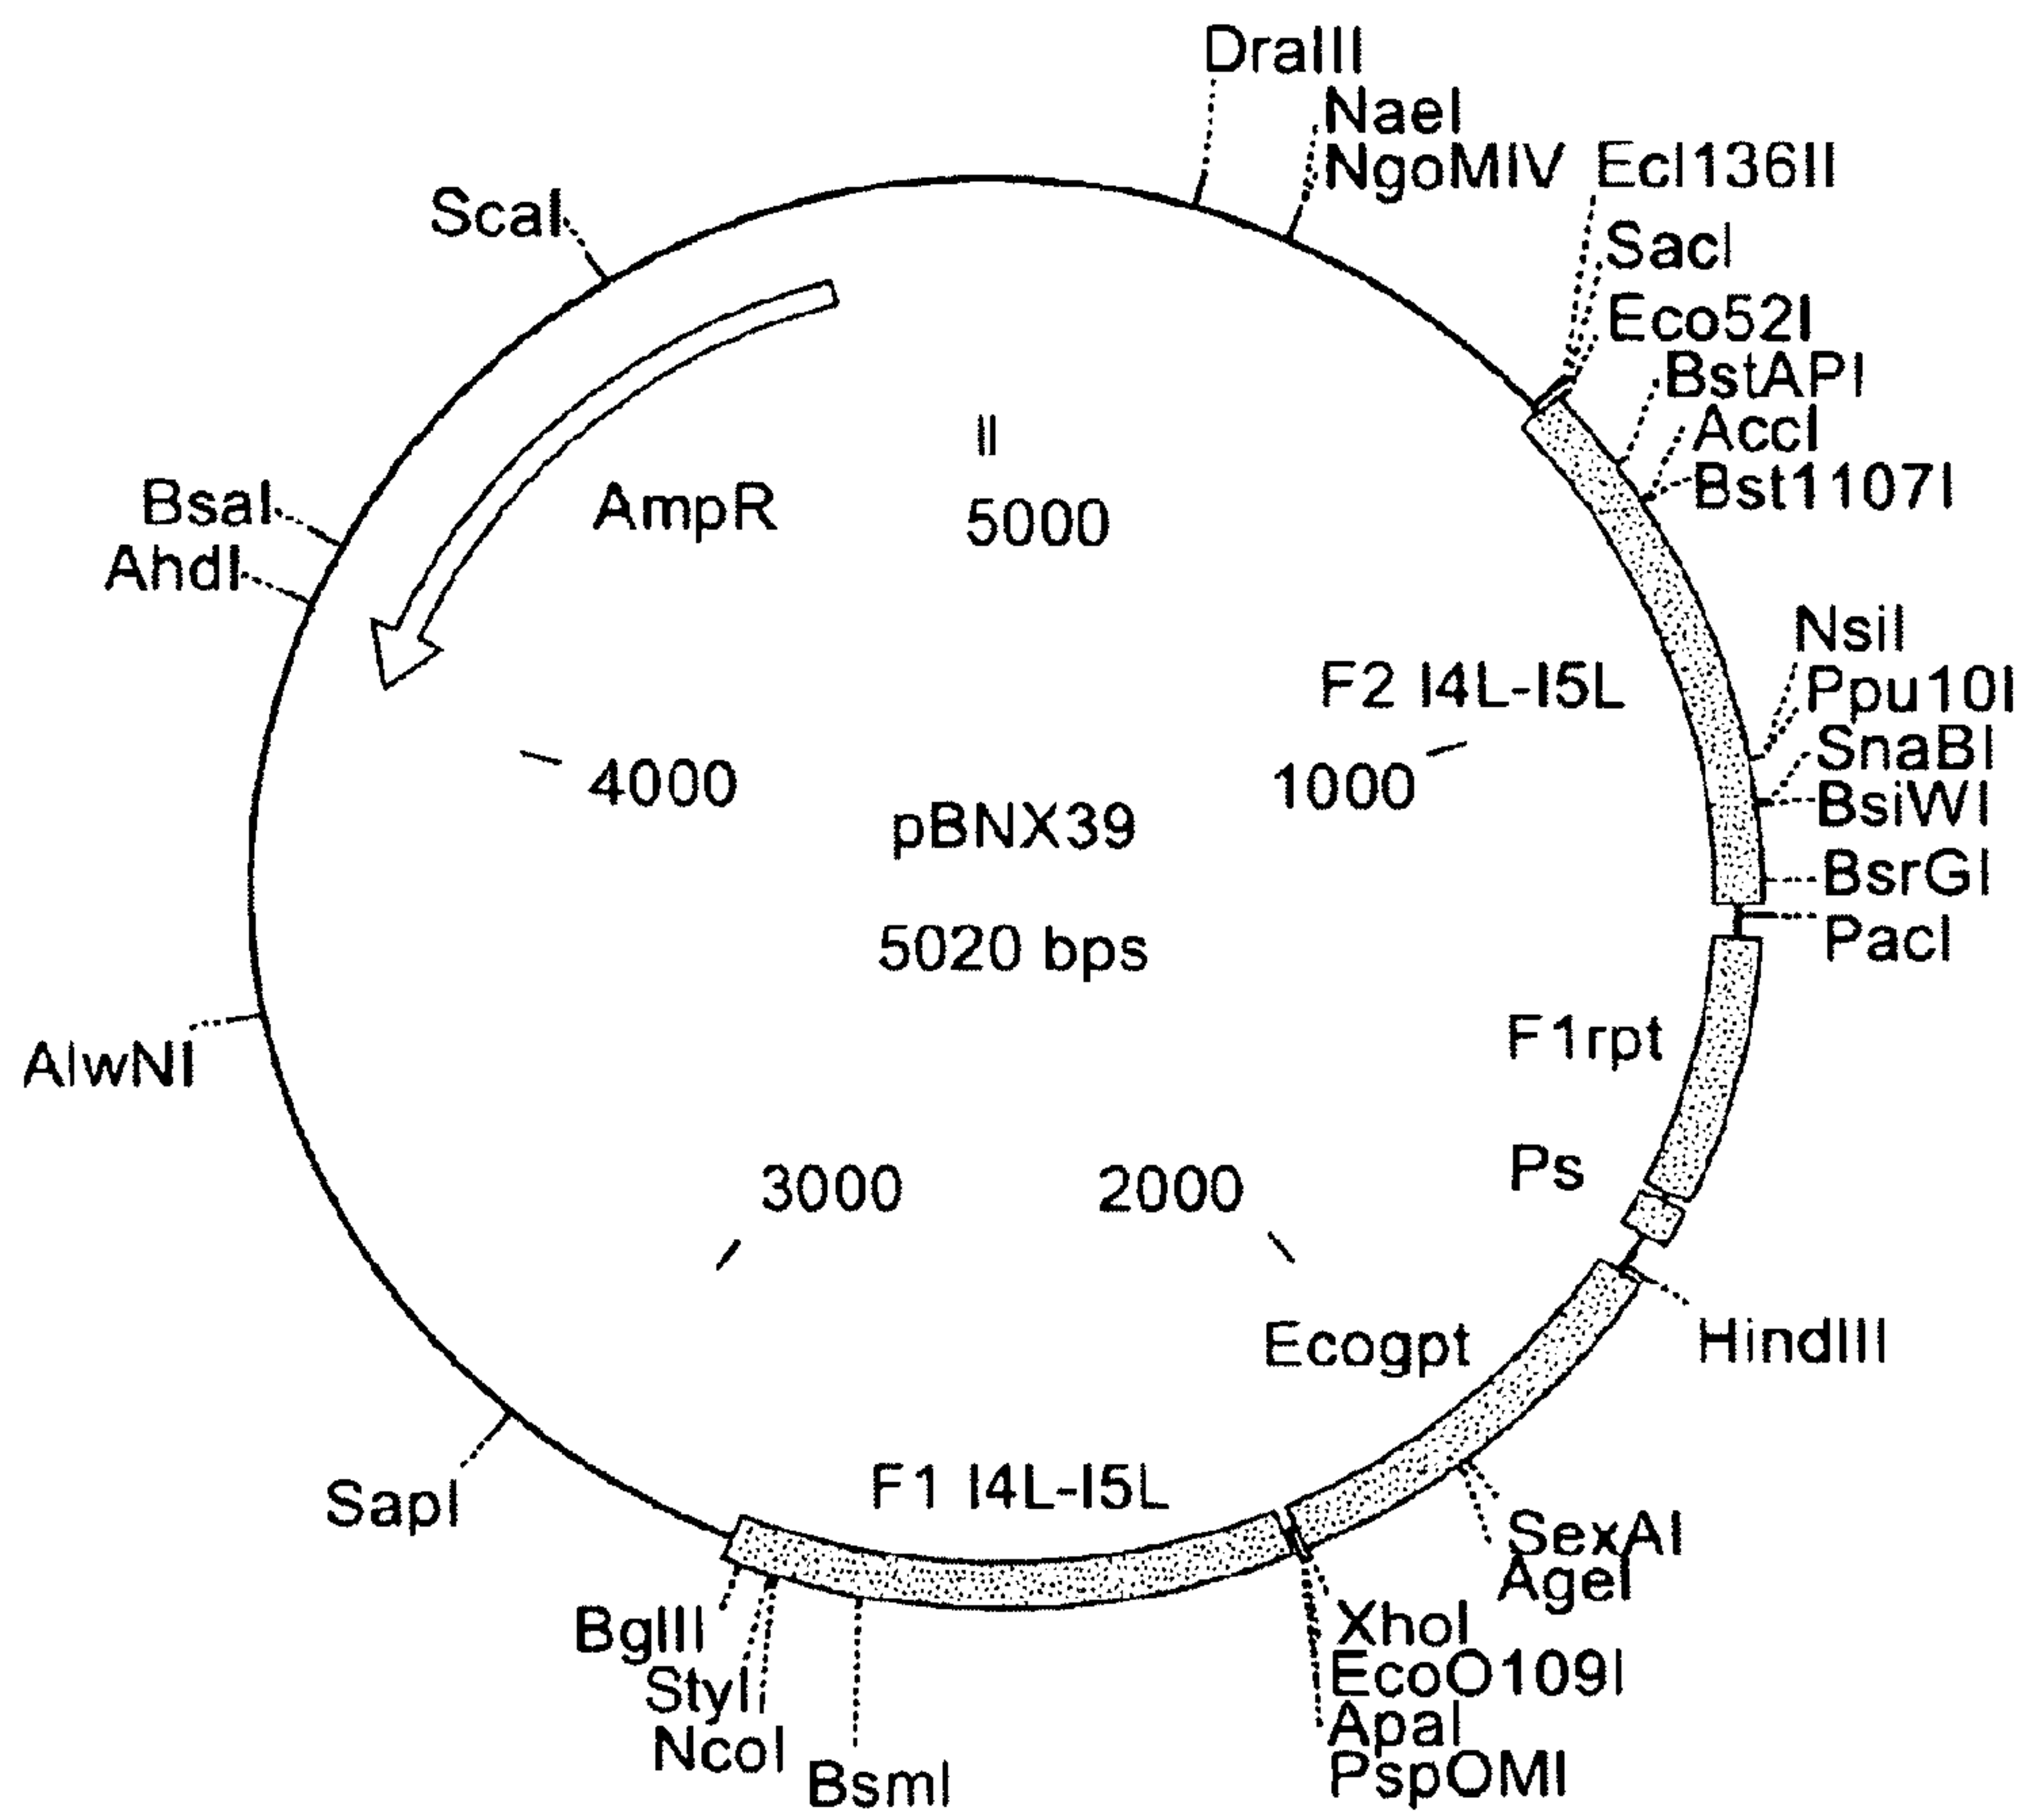 DraIII
NaeI
NgoMIV
Ecl136II
SacI
Eco52I
BstAPI
AccI
Bst1107I
ScaI
BsaI
AhdI
AmpR
5000
NsiI
Ppu10I
SnaBI
BsiWI
BsrGI
PacI
F2 I4L-I5L
4000
1000
pBNX39
5020 bps
AlwNI
F1rpt
Ps
3000
2000
HindIII
Ecogpt
SapI
F1 I4L-I5L
SexAI
AgeI
XhoI
EcoO109I
ApaI
PspOMI
BglII
StyI
NcoI
BsmI